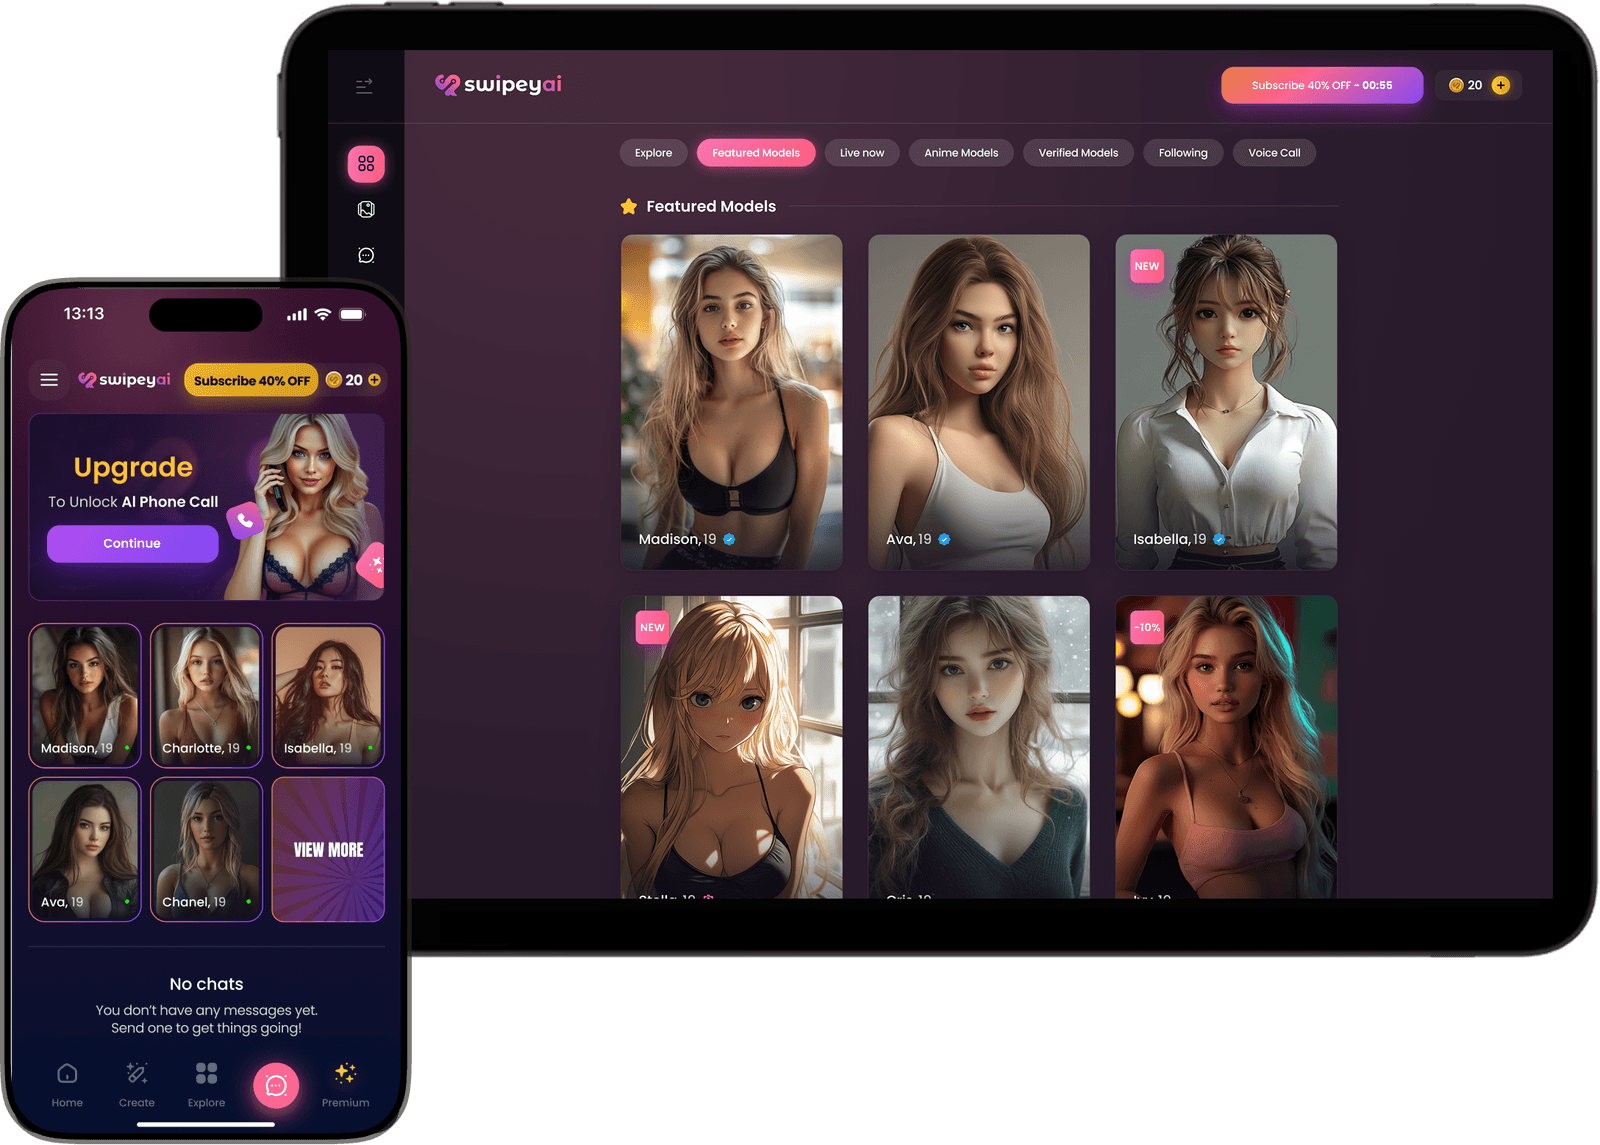 swipeyai
Subscribe 40% OFF - 00:55
20
Explore
Featured Models
Live now
Anime Models
Verified Models
Following
Voice Call
Featured Models
NEW
Madison, 19
Ava, 19
Isabella, 19
NEW
-10%
13:13
swipeyai
Subscribe 40% OFF
20
Upgrade
To Unlock AI Phone Call
Continue
Madison, 19
Charlotte, 19
Isabella, 19
Ava, 19
Chanel, 19
VIEW MORE
No chats
You don't have any messages yet.
Send one to get things going!
Home
Create
Explore
Premium